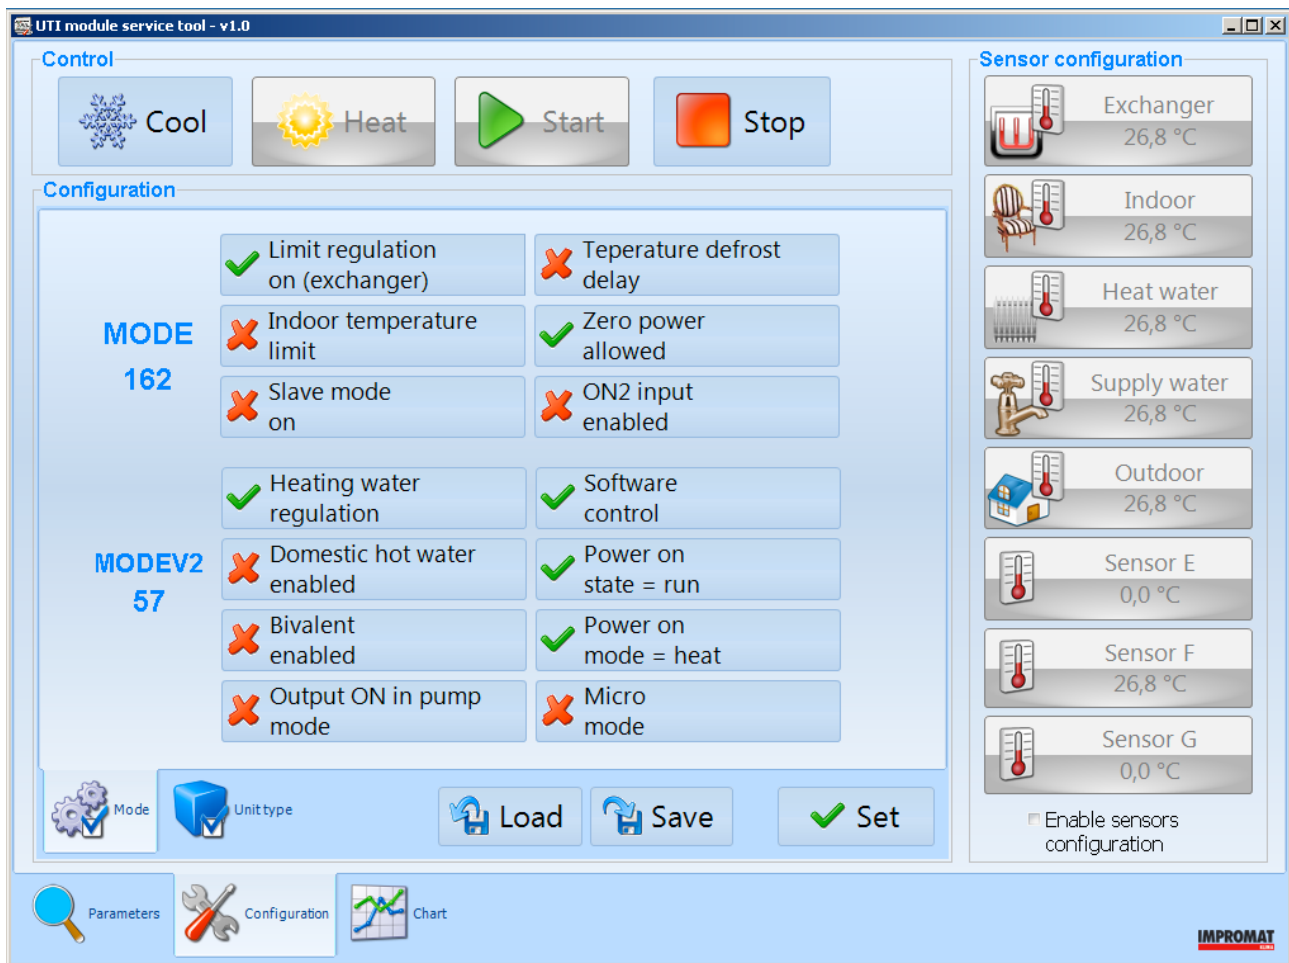 UTI module service tool - v1.0
Control
Cool
Heat
Start
Stop
Configuration
MODE
162
Limit regulation
on (exchanger)
Teperature defrost
delay
Indoor temperature
limit
Zero power
allowed
Slave mode
on
ON2 input
enabled
MODEV2
57
Heating water
regulation
Software
control
Domestic hot water
enabled
Power on
state = run
Bivalent
enabled
Power on
mode = heat
Output ON in pump
mode
Micro
mode
Mode
Unit type
Load
Save
Set
Sensor configuration
Exchanger
26,8 °C
Indoor
26,8 °C
Heat water
26,8 °C
Supply water
26,8 °C
Outdoor
26,8 °C
Sensor E
0,0 °C
Sensor F
26,8 °C
Sensor G
0,0 °C
Enable sensors
configuration
Parameters
Configuration
Chart
IMPROMAT
KLIMA